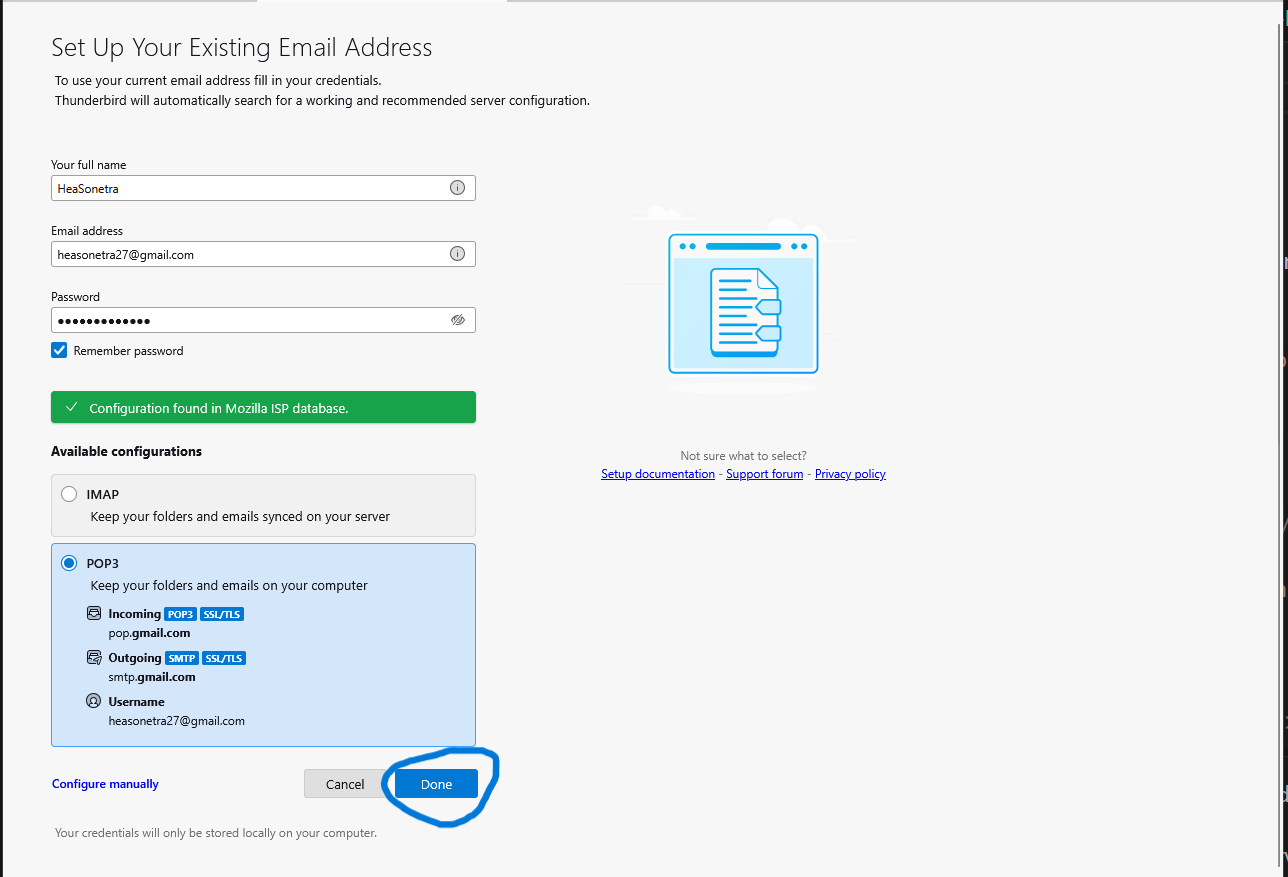 Set Up Your Existing Email Address
To use your current email address fill in your credentials.
Thunderbird will automatically search for a working and recommended server configuration.
Your full name
HeaSonetra
Email address
heasonetra27@gmail.com
Password
•••••••••••••
Remember password
Configuration found in Mozilla ISP database.
Available configurations
IMAP
Keep your folders and emails synced on your server
POP3
Keep your folders and emails on your computer
Incoming POP3 SSL/TLS
pop.gmail.com
Outgoing SMTP SSL/TLS
smtp.gmail.com
Username
heasonetra27@gmail.com
Configure manually
Cancel
Done
Your credentials will only be stored locally on your computer.
Not sure what to select?
Setup documentation - Support forum - Privacy policy